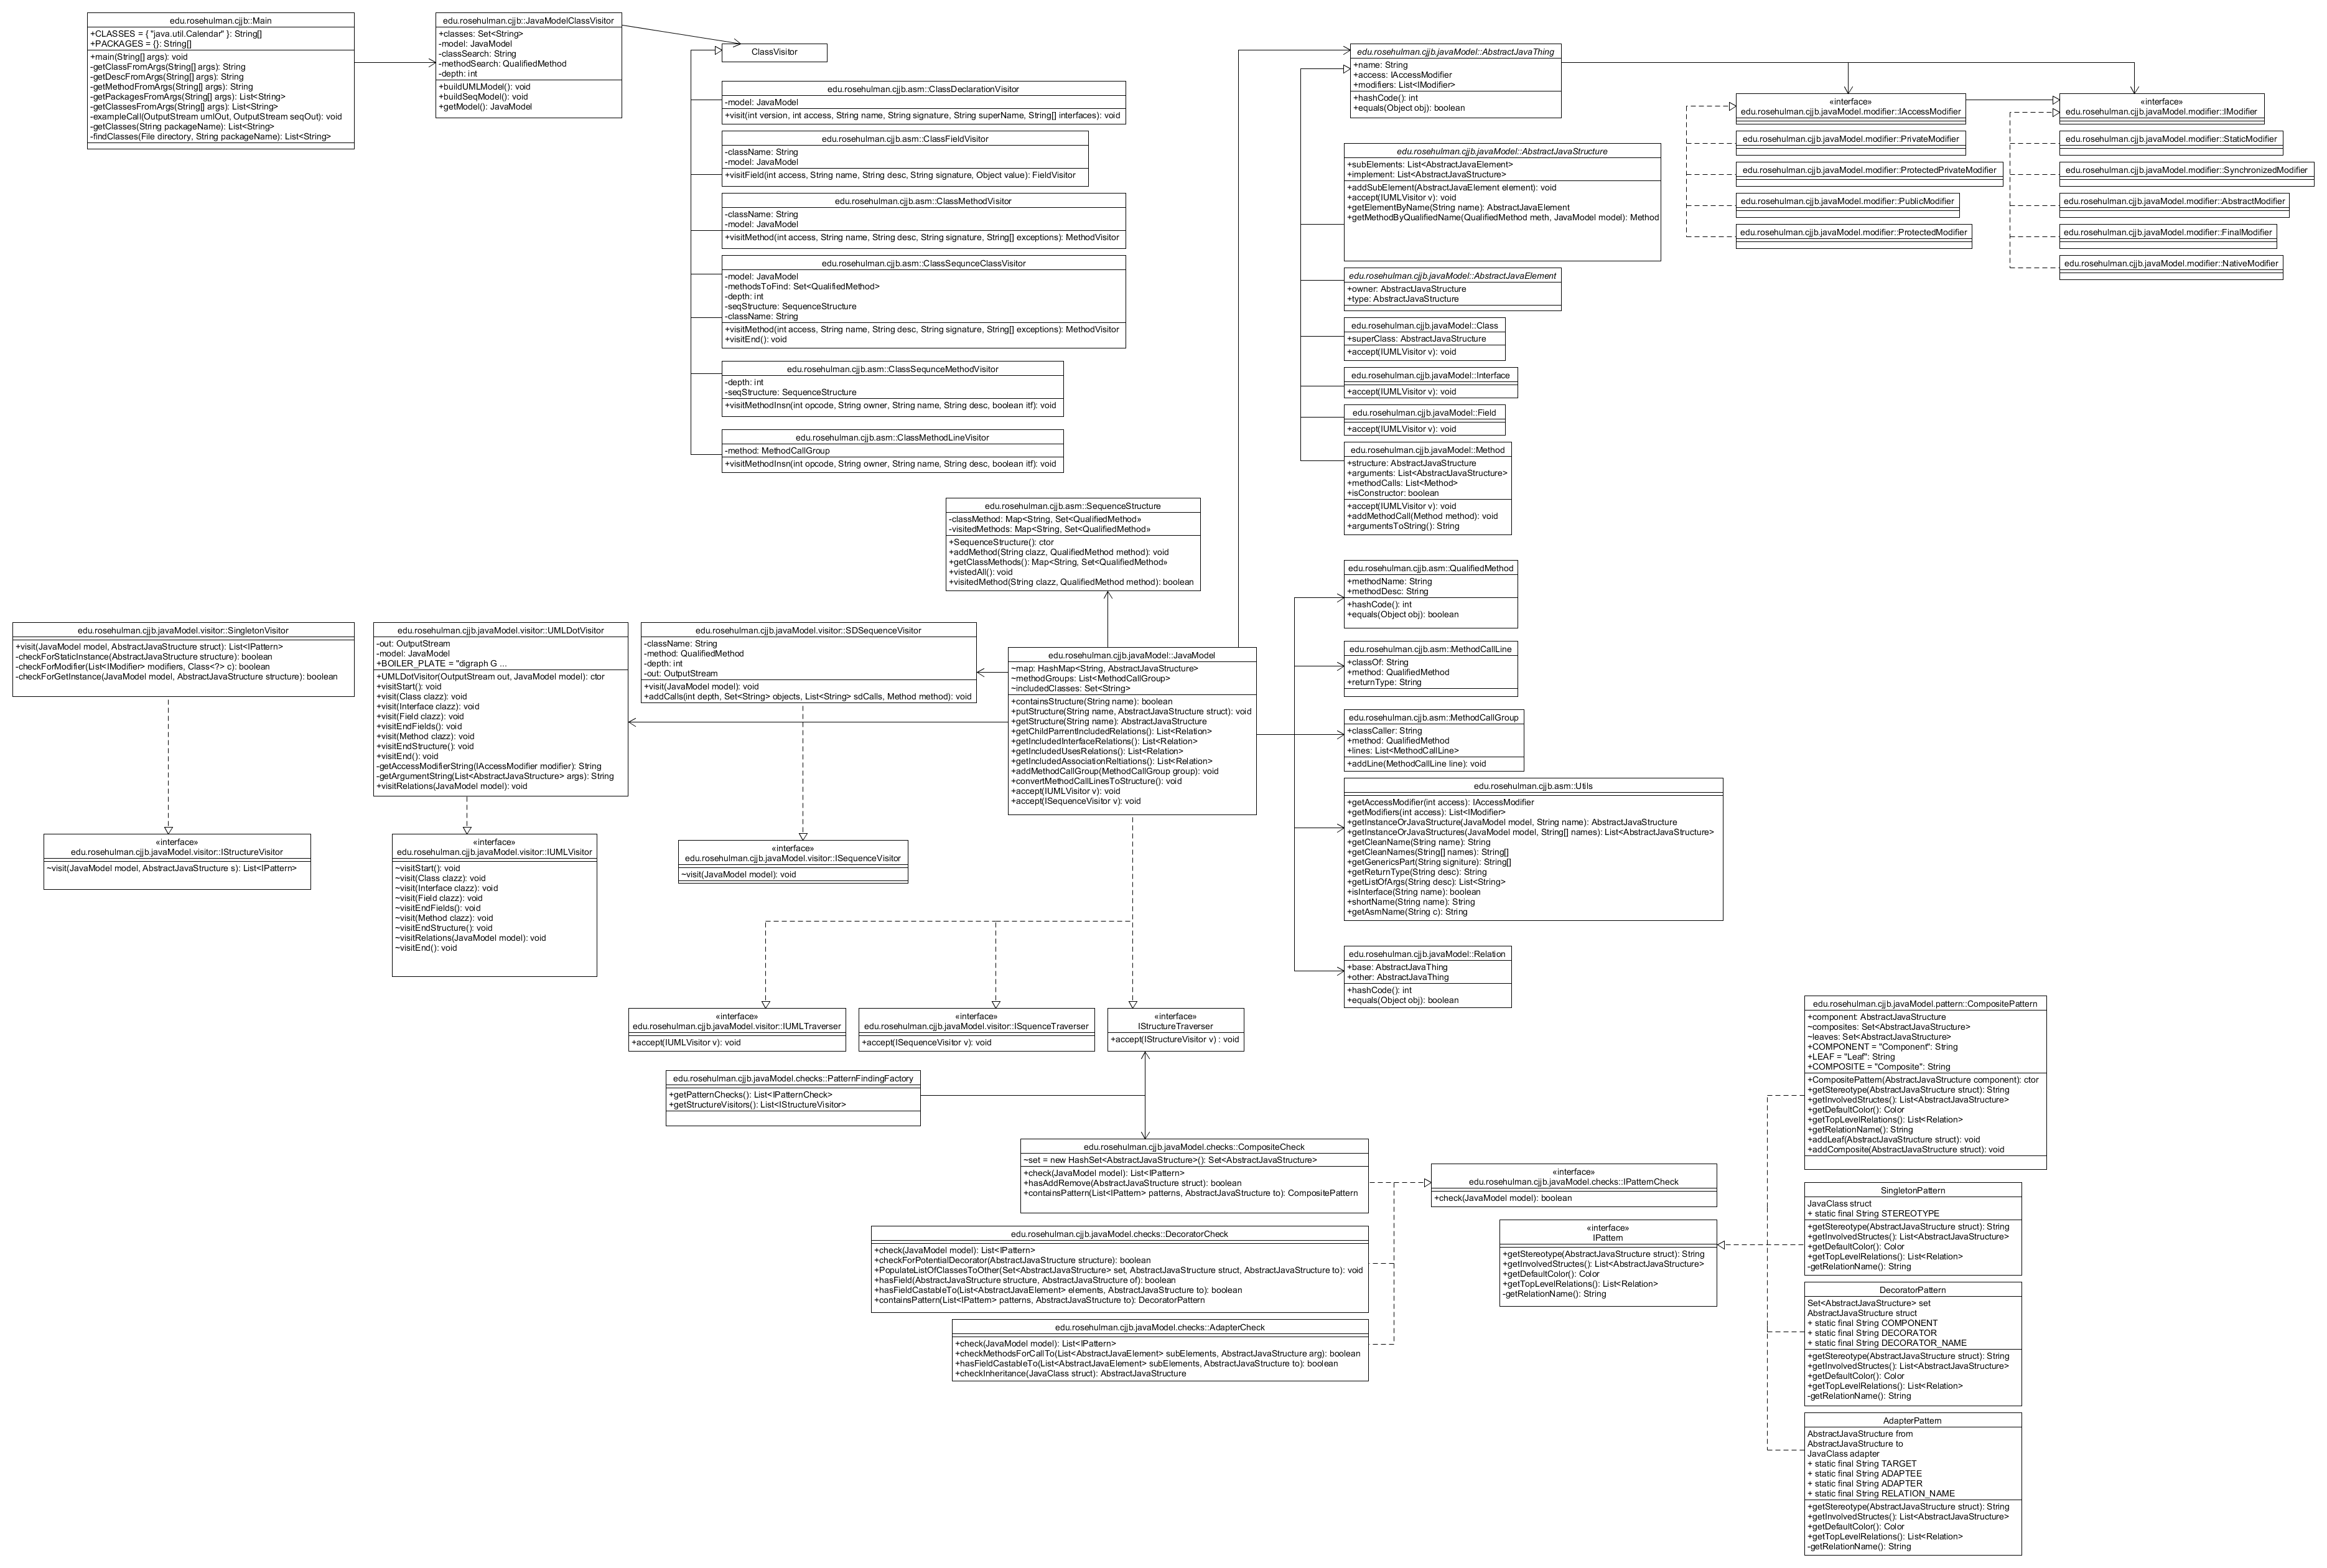 edu.rosehulman.cjjb::Main
+CLASSES = { "java.util.Calendar" }: String[]
+PACKAGES = {}: String[]
+main(String[] args): void
-getClassFromArgs(String[] args): String
-getDescFromArgs(String[] args): String
-getMethodFromArgs(String[] args): String
-getPackagesFromArgs(String[] args): List<String>
-getClassesFromArgs(String[] args): List<String>
-exampleCall(OutputStream umlOut, OutputStream seqOut): void
-getClasses(String packageName): List<String>
-findClasses(File directory, String packageName): List<String>
edu.rosehulman.cjjb::JavaModelClassVisitor
+classes: Set<String>
-model: JavaModel
-classSearch: String
-methodSearch: QualifiedMethod
-depth: int
+buildUMLModel(): void
+buildSeqModel(): void
+getModel(): JavaModel
ClassVisitor
edu.rosehulman.cjjb.asm::ClassDeclarationVisitor
-model: JavaModel
+visit(int version, int access, String name, String signature, String superName, String[] interfaces): void
edu.rosehulman.cjjb.asm::ClassFieldVisitor
-className: String
-model: JavaModel
+visitField(int access, String name, String desc, String signature, Object value): FieldVisitor
edu.rosehulman.cjjb.asm::ClassMethodVisitor
-className: String
-model: JavaModel
+visitMethod(int access, String name, String desc, String signature, String[] exceptions): MethodVisitor
edu.rosehulman.cjjb.asm::ClassSequnceClassVisitor
-model: JavaModel
-methodsToFind: Set<QualifiedMethod>
-depth: int
-seqStructure: SequenceStructure
-className: String
+visitMethod(int access, String name, String desc, String signature, String[] exceptions): MethodVisitor
+visitEnd(): void
edu.rosehulman.cjjb.asm::ClassSequnceMethodVisitor
-depth: int
-seqStructure: SequenceStructure
+visitMethodInsn(int opcode, String owner, String name, String desc, boolean itf): void
edu.rosehulman.cjjb.asm::ClassMethodLineVisitor
-method: MethodCallGroup
+visitMethodInsn(int opcode, String owner, String name, String desc, boolean itf): void
edu.rosehulman.cjjb.javaModel::AbstractJavaThing
+name: String
+access: IAccessModifier
+modifiers: List<IModifier>
+hashCode(): int
+equals(Object obj): boolean
edu.rosehulman.cjjb.javaModel::AbstractJavaStructure
+subElements: List<AbstractJavaElement>
+implement: List<AbstractJavaStructure>
+addSubElement(AbstractJavaElement element): void
+accept(IUMLVisitor v): void
+getElementByName(String name): AbstractJavaElement
+getMethodByQualifiedName(QualifiedMethod meth, JavaModel model): Method
edu.rosehulman.cjjb.javaModel::AbstractJavaElement
+owner: AbstractJavaStructure
+type: AbstractJavaStructure
edu.rosehulman.cjjb.javaModel::Class
+superClass: AbstractJavaStructure
+accept(IUMLVisitor v): void
edu.rosehulman.cjjb.javaModel::Interface
+accept(IUMLVisitor v): void
edu.rosehulman.cjjb.javaModel::Field
+accept(IUMLVisitor v): void
edu.rosehulman.cjjb.javaModel::Method
+structure: AbstractJavaStructure
+arguments: List<AbstractJavaStructure>
+methodCalls: List<Method>
+isConstructor: boolean
+accept(IUMLVisitor v): void
+addMethodCall(Method method): void
+argumentsToString(): String
«interface»
edu.rosehulman.cjjb.javaModel.modifier::IAccessModifier
edu.rosehulman.cjjb.javaModel.modifier::PrivateModifier
edu.rosehulman.cjjb.javaModel.modifier::ProtectedPrivateModifier
edu.rosehulman.cjjb.javaModel.modifier::PublicModifier
edu.rosehulman.cjjb.javaModel.modifier::ProtectedModifier
«interface»
edu.rosehulman.cjjb.javaModel.modifier::IModifier
edu.rosehulman.cjjb.javaModel.modifier::StaticModifier
edu.rosehulman.cjjb.javaModel.modifier::SynchronizedModifier
edu.rosehulman.cjjb.javaModel.modifier::AbstractModifier
edu.rosehulman.cjjb.javaModel.modifier::FinalModifier
edu.rosehulman.cjjb.javaModel.modifier::NativeModifier
edu.rosehulman.cjjb.asm::SequenceStructure
-classMethod: Map<String, Set<QualifiedMethod»
-visitedMethods: Map<String, Set<QualifiedMethod»
+SequenceStructure(): ctor
+addMethod(String clazz, QualifiedMethod method): void
+getClassMethods(): Map<String, Set<QualifiedMethod»
+vistedAll(): void
+visitedMethod(String clazz, QualifiedMethod method): boolean
edu.rosehulman.cjjb.javaModel.visitor::SingletonVisitor
+visit(JavaModel model, AbstractJavaStructure struct): List<IPattern>
-checkForStaticInstance(AbstractJavaStructure structure): boolean
-checkForModifier(List<IModifier> modifiers, Class<?> c): boolean
-checkForGetInstance(JavaModel model, AbstractJavaStructure structure): boolean
«interface»
edu.rosehulman.cjjb.javaModel.visitor::IStructureVisitor
~visit(JavaModel model, AbstractJavaStructure s): List<IPattern>
edu.rosehulman.cjjb.javaModel.visitor::UMLDotVisitor
-out: OutputStream
-model: JavaModel
+BOILER_PLATE = "digraph G ...
+UMLDotVisitor(OutputStream out, JavaModel model): ctor
+visitStart(): void
+visit(Class clazz): void
+visit(Interface clazz): void
+visit(Field clazz): void
+visitEndFields(): void
+visit(Method clazz): void
+visitEndStructure(): void
+visitEnd(): void
-getAccessModifierString(IAccessModifier modifier): String
-getArgumentString(List<AbstractJavaStructure> args): String
+visitRelations(JavaModel model): void
«interface»
edu.rosehulman.cjjb.javaModel.visitor::IUMLVisitor
~visitStart(): void
~visit(Class clazz): void
~visit(Interface clazz): void
~visit(Field clazz): void
~visitEndFields(): void
~visit(Method clazz): void
~visitEndStructure(): void
~visitRelations(JavaModel model): void
~visitEnd(): void
edu.rosehulman.cjjb.javaModel.visitor::SDSequenceVisitor
-className: String
-method: QualifiedMethod
-depth: int
-out: OutputStream
+visit(JavaModel model): void
+addCalls(int depth, Set<String> objects, List<String> sdCalls, Method method): void
«interface»
edu.rosehulman.cjjb.javaModel.visitor::ISequenceVisitor
~visit(JavaModel model): void
edu.rosehulman.cjjb.javaModel::JavaModel
~map: HashMap<String, AbstractJavaStructure>
~methodGroups: List<MethodCallGroup>
~includedClasses: Set<String>
+containsStructure(String name): boolean
+putStructure(String name, AbstractJavaStructure struct): void
+getStructure(String name): AbstractJavaStructure
+getChildParentIncludedRelations(): List<Relation>
+getIncludedInterfaceRelations(): List<Relation>
+getIncludedUsesRelations(): List<Relation>
+getIncludedAssociationReltiations(): List<Relation>
+addMethodCallGroup(MethodCallGroup group): void
+convertMethodCallLinesToStructure(): void
+accept(IUMLVisitor v): void
+accept(ISequenceVisitor v): void
edu.rosehulman.cjjb.asm::QualifiedMethod
+methodName: String
+methodDesc: String
+hashCode(): int
+equals(Object obj): boolean
edu.rosehulman.cjjb.asm::MethodCallLine
+classOf: String
+method: QualifiedMethod
+returnType: String
edu.rosehulman.cjjb.asm::MethodCallGroup
+classCaller: String
+method: QualifiedMethod
+lines: List<MethodCallLine>
+addLine(MethodCallLine line): void
edu.rosehulman.cjjb.asm::Utils
+getAccessModifier(int access): IAccessModifier
+getModifiers(int access): List<IModifier>
+getInstanceOrJavaStructure(JavaModel model, String name): AbstractJavaStructure
+getInstanceOrJavaStructures(JavaModel model, String[] names): List<AbstractJavaStructure>
+getCleanName(String name): String
+getCleanNames(String[] names): String[]
+getGenericsPart(String signiture): String[]
+getReturnType(String desc): String
+getListOfArgs(String desc): List<String>
+isInterface(String name): boolean
+shortName(String name): String
+getAsmName(String c): String
edu.rosehulman.cjjb.javaModel::Relation
+base: AbstractJavaThing
+other: AbstractJavaThing
+hashCode(): int
+equals(Object obj): boolean
«interface»
edu.rosehulman.cjjb.javaModel.visitor::IUMLTraverser
+accept(IUMLVisitor v): void
«interface»
edu.rosehulman.cjjb.javaModel.visitor::ISquenceTraverser
+accept(ISequenceVisitor v): void
«interface»
IStructureTraverser
+accept(IStructureVisitor v) : void
edu.rosehulman.cjjb.javaModel.checks::PatternFindingFactory
+getPatternChecks(): List<IPatternCheck>
+getStructureVisitors(): List<IStructureVisitor>
edu.rosehulman.cjjb.javaModel.checks::CompositeCheck
~set = new HashSet<AbstractJavaStructure>(): Set<AbstractJavaStructure>
+check(JavaModel model): List<IPattern>
+hasAddRemove(AbstractJavaStructure struct): boolean
+containsPattern(List<IPattern> patterns, AbstractJavaStructure to): CompositePattern
edu.rosehulman.cjjb.javaModel.checks::DecoratorCheck
+check(JavaModel model): List<IPattern>
+checkForPotentialDecorator(AbstractJavaStructure structure): boolean
+PopulateListOfClassesToOther(Set<AbstractJavaStructure> set, AbstractJavaStructure struct, AbstractJavaStructure to): void
+hasField(AbstractJavaStructure structure, AbstractJavaStructure of): boolean
+hasFieldCastableTo(List<AbstractJavaElement> elements, AbstractJavaStructure to): boolean
+containsPattern(List<IPattern> patterns, AbstractJavaStructure to): DecoratorPattern
edu.rosehulman.cjjb.javaModel.checks::AdapterCheck
+check(JavaModel model): List<IPattern>
+checkMethodsForCallTo(List<AbstractJavaElement> subElements, AbstractJavaStructure arg): boolean
+hasFieldCastableTo(List<AbstractJavaElement> subElements, AbstractJavaStructure to): boolean
+checkInheritance(JavaClass struct): AbstractJavaStructure
«interface»
edu.rosehulman.cjjb.javaModel.checks::IPatternCheck
+check(JavaModel model): boolean
«interface»
IPattern
+getStereotype(AbstractJavaStructure struct): String
+getInvolvedStructes(): List<AbstractJavaStructure>
+getDefaultColor(): Color
+getTopLevelRelations(): List<Relation>
-getRelationName(): String
edu.rosehulman.cjjb.javaModel.pattern::CompositePattern
+component: AbstractJavaStructure
~composites: Set<AbstractJavaStructure>
~leaves: Set<AbstractJavaStructure>
+COMPONENT = "Component": String
+LEAF = "Leaf": String
+COMPOSITE = "Composite": String
+CompositePattern(AbstractJavaStructure component): ctor
+getStereotype(AbstractJavaStructure struct): String
+getInvolvedStructes(): List<AbstractJavaStructure>
+getDefaultColor(): Color
+getTopLevelRelations(): List<Relation>
+getRelationName(): String
+addLeaf(AbstractJavaStructure struct): void
+addComposite(AbstractJavaStructure struct): void
SingletonPattern
JavaClass struct
+ static final String STEREOTYPE
+getStereotype(AbstractJavaStructure struct): String
+getInvolvedStructes(): List<AbstractJavaStructure>
+getDefaultColor(): Color
+getTopLevelRelations(): List<Relation>
-getRelationName(): String
DecoratorPattern
Set<AbstractJavaStructure> set
AbstractJavaStructure struct
+ static final String COMPONENT
+ static final String DECORATOR
+ static final String DECORATOR_NAME
+getStereotype(AbstractJavaStructure struct): String
+getInvolvedStructes(): List<AbstractJavaStructure>
+getDefaultColor(): Color
+getTopLevelRelations(): List<Relation>
-getRelationName(): String
AdapterPattern
AbstractJavaStructure from
AbstractJavaStructure to
JavaClass adapter
+ static final String TARGET
+ static final String ADAPTEE
+ static final String ADAPTER
+ static final String RELATION_NAME
+getStereotype(AbstractJavaStructure struct): String
+getInvolvedStructes(): List<AbstractJavaStructure>
+getDefaultColor(): Color
+getTopLevelRelations(): List<Relation>
-getRelationName(): String